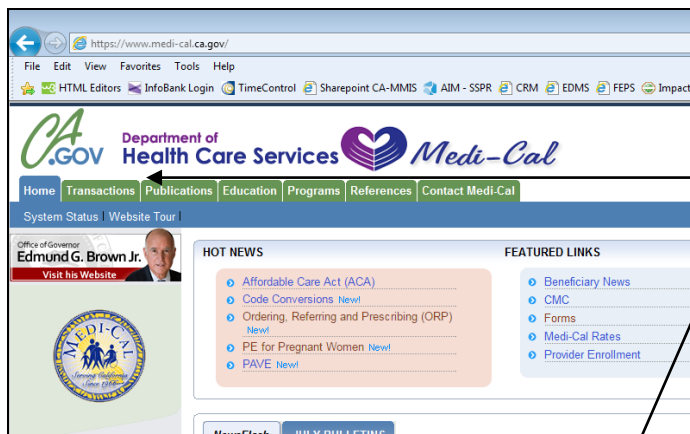 https://www.medi-cal.ca.gov/
File Edit View Favorites Tools Help
HTML Editors InfoBank Login TimeControl Sharepoint CA-MMIS AIM - SSPR CRM EDMS FEPS Impact
CA
.GOV
Department of
Health Care Services
Medi-Cal
Home Transactions Publications Education Programs References Contact Medi-Cal
System Status Website Tour
Office of Governor
Edmund G. Brown Jr.
Visit his Website
MEDI-CAL
Serving California
Since 1966
HOT NEWS
Affordable Care Act (ACA)
Code Conversions New!
Ordering, Referring and Prescribing (ORP)
New!
PE for Pregnant Women New!
PAVE New!
FEATURED LINKS
Beneficiary News
CMC
Forms
Medi-Cal Rates
Provider Enrollment
NewsFlash JULY BULLETINS